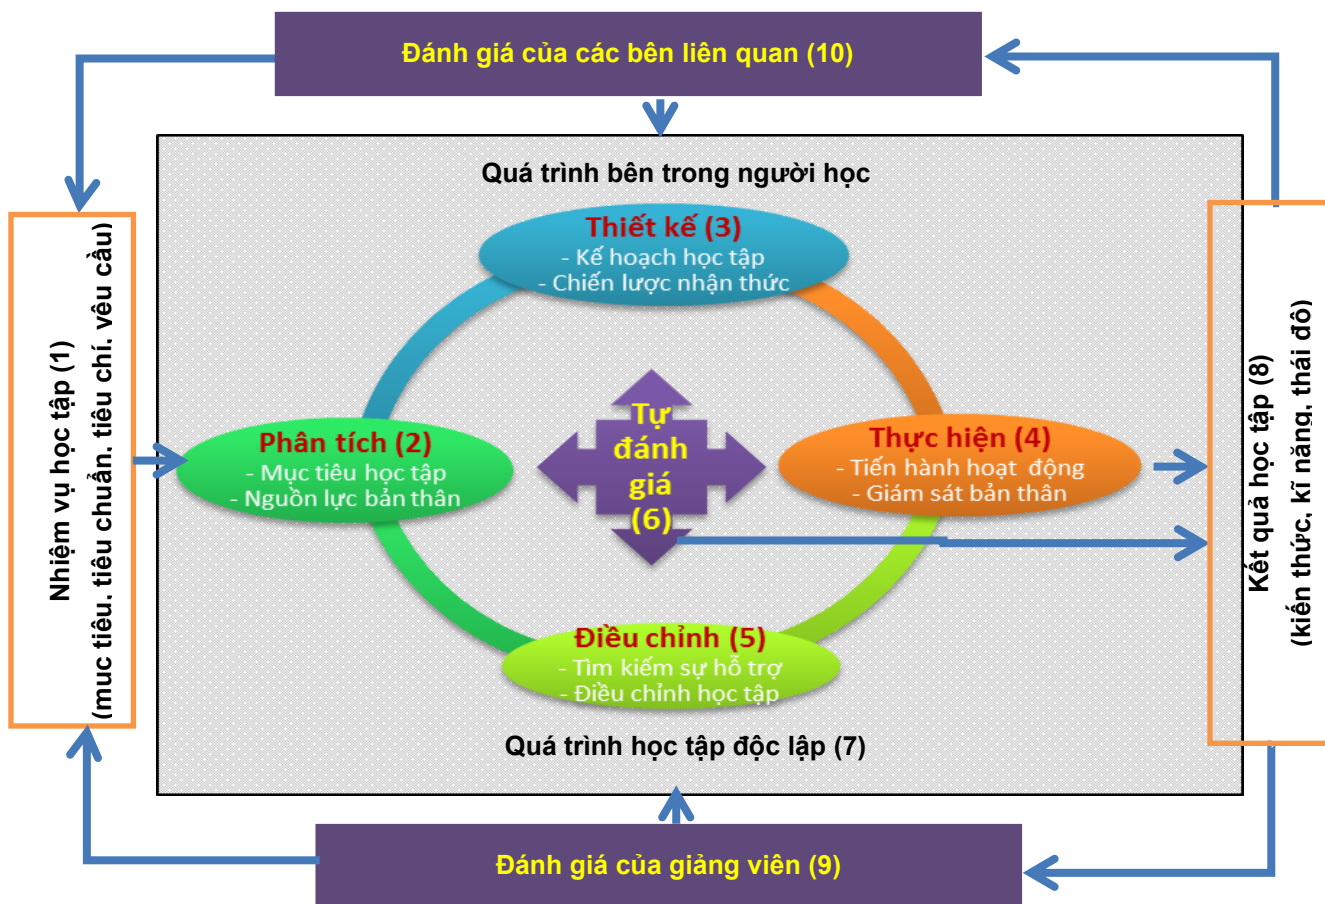 Đánh giá của các bên liên quan (10)
Quá trình bên trong người học
Thiết kế (3)
- Kế hoạch học tập
- Chiến lược nhận thức
Nhiệm vụ học tập (1)
(mục tiêu, tiêu chuẩn, tiêu chí, yêu cầu)
Phân tích (2)
- Mục tiêu học tập
- Nguồn lực bản thân
Tự
đánh
giá
(6)
Thực hiện (4)
- Tiến hành hoạt động
- Giám sát bản thân
Kết quả học tập (8)
(kiến thức, kĩ năng, thái độ)
Điều chỉnh (5)
- Tìm kiếm sự hỗ trợ
- Điều chỉnh học tập
Quá trình học tập độc lập (7)
Đánh giá của giảng viên (9)